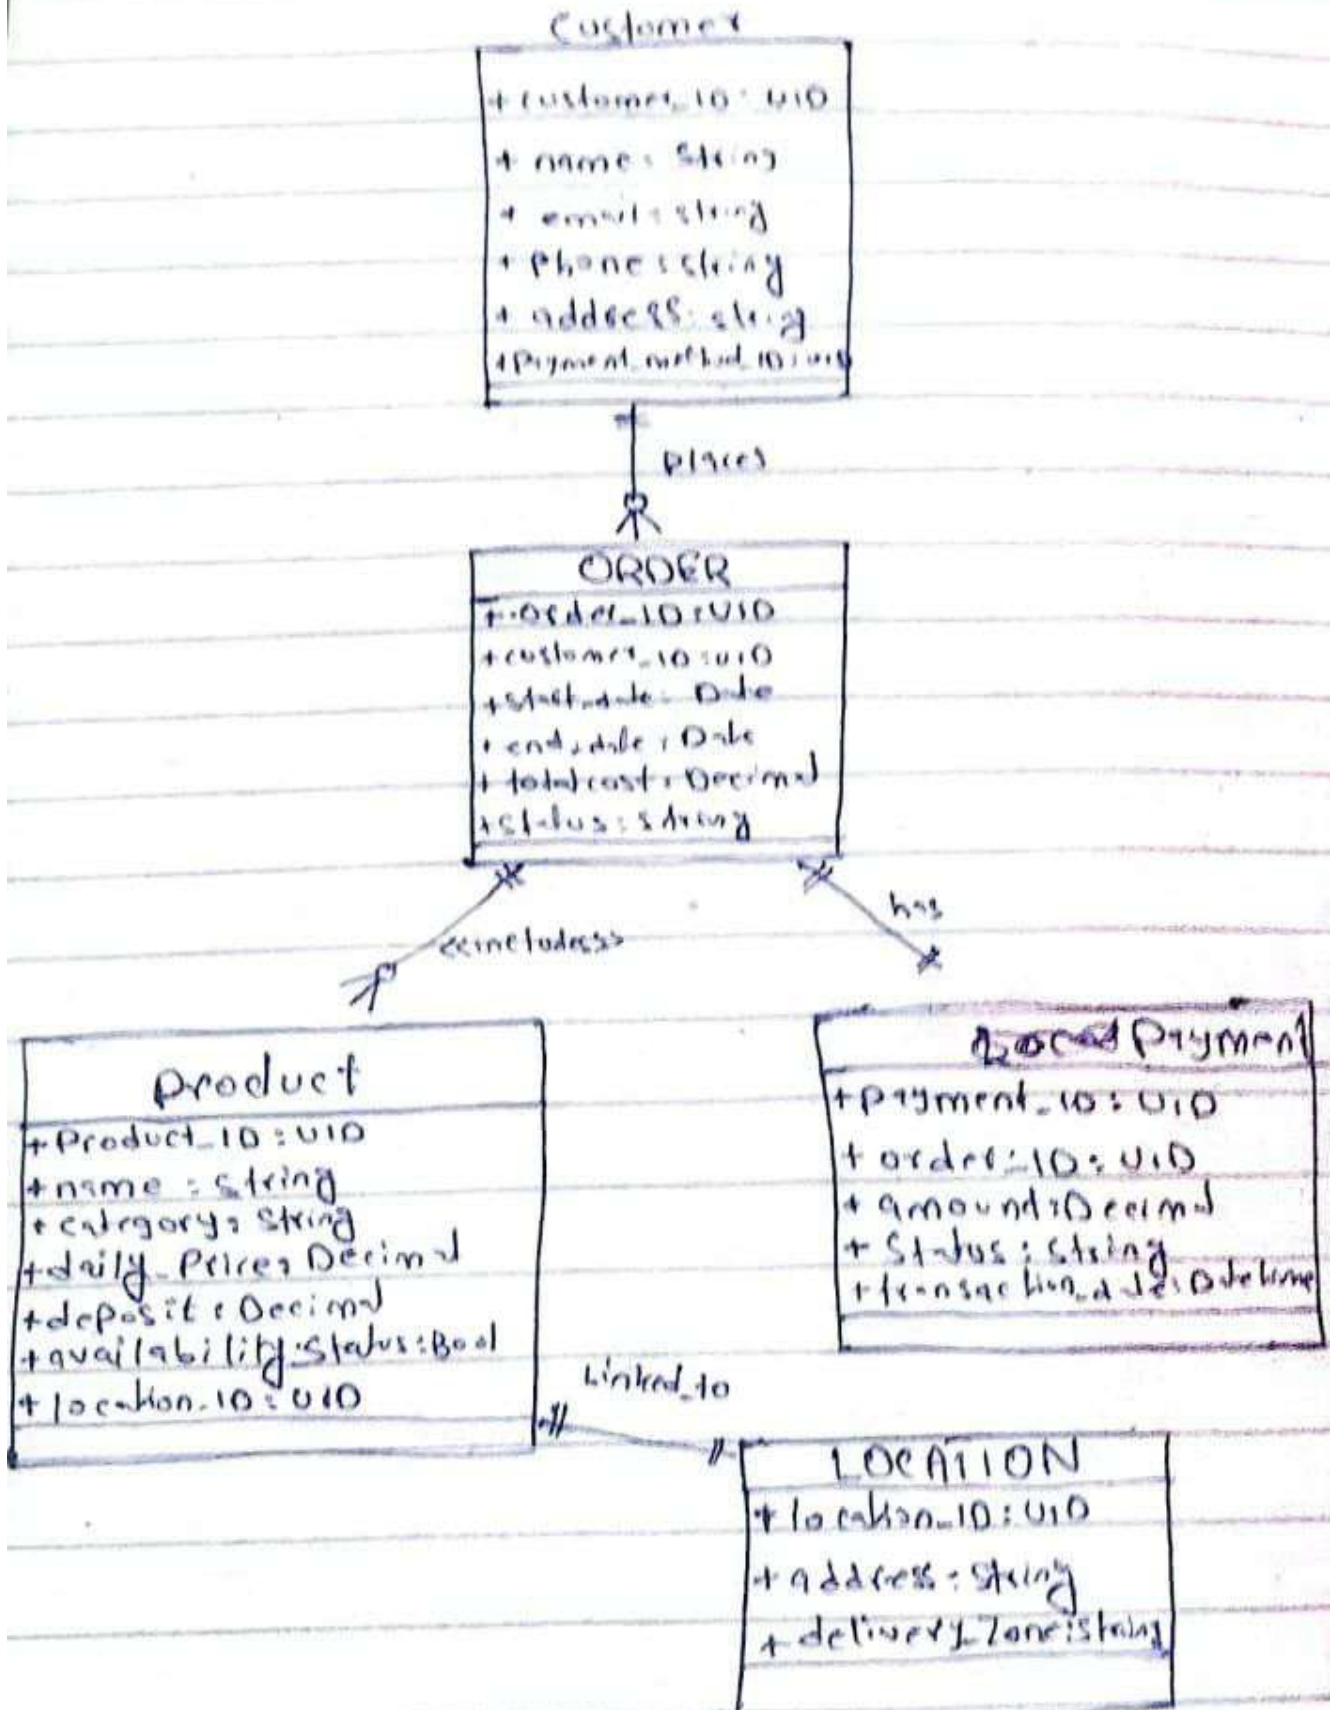 Customer
+ customer_ID: UID
+ name: String
+ email: string
+ Phone: string
+ address: string
+ Payment_method_ID: UID
places
ORDER
+ order_ID: UID
+ customer_ID: UID
+ start_date: Date
+ end_date: Date
+ total cost: Decimal
+ status: string
<<includes>>
has
Product
+ Product_ID: UID
+ name: string
+ category: String
+ daily_Price: Decimal
+ deposit: Decimal
+ availability.Status: Bool
+ location_ID: UID
Payment
+ payment_ID: UID
+ order_ID: UID
+ amount: Decimal
+ Status: string
+ transaction_date: Datetime
Linked_to
LOCATION
+ location_ID: UID
+ address: String
+ delivery_Zone: String